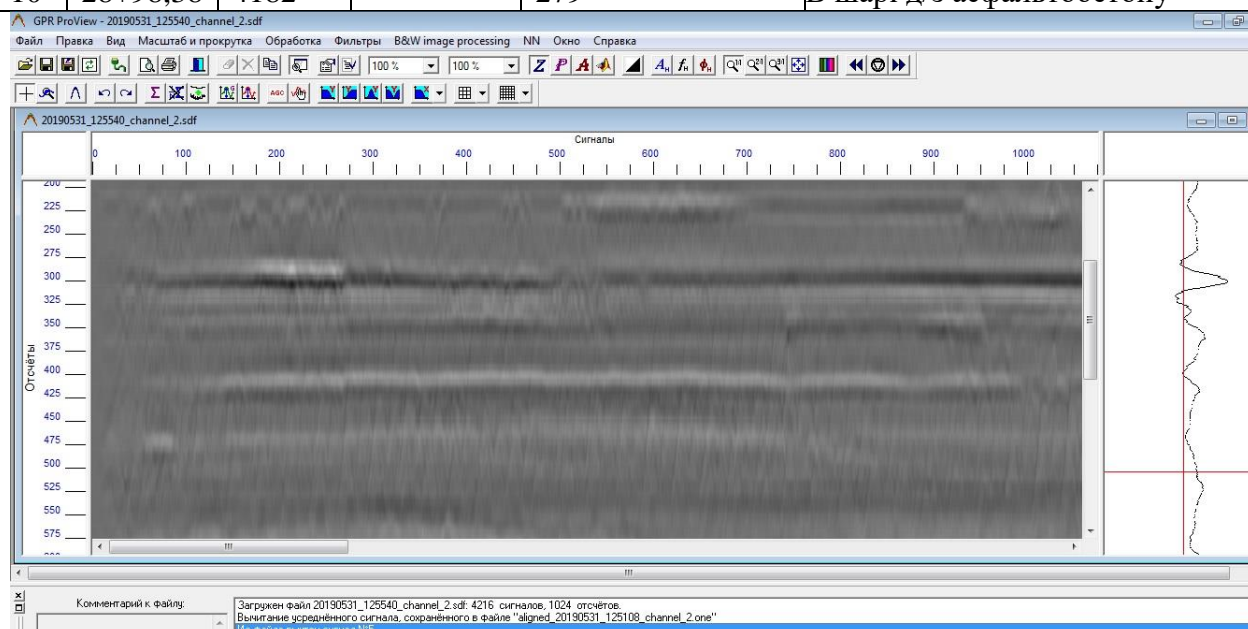 GPR ProView - 20190531_125540_channel_2.sdf
Файл Правка Вид Масштаб и прокрутка Обработка Фильтры B&W image processing NN Окно Справка
100 % 100 %
20190531_125540_channel_2.sdf
Сигналы
0 100 200 300 400 500 600 700 800 900 1000
Отсчёты
225
250
275
300
325
350
375
400
425
450
475
500
525
550
575
Комментарий к файлу:
Загружен файл 20190531_125540_channel_2.sdf: 4216 сигналов, 1024 отсчётов.
Вычитание усреднённого сигнала, сохранённого в файле "aligned_20190531_125108_channel_2.one"